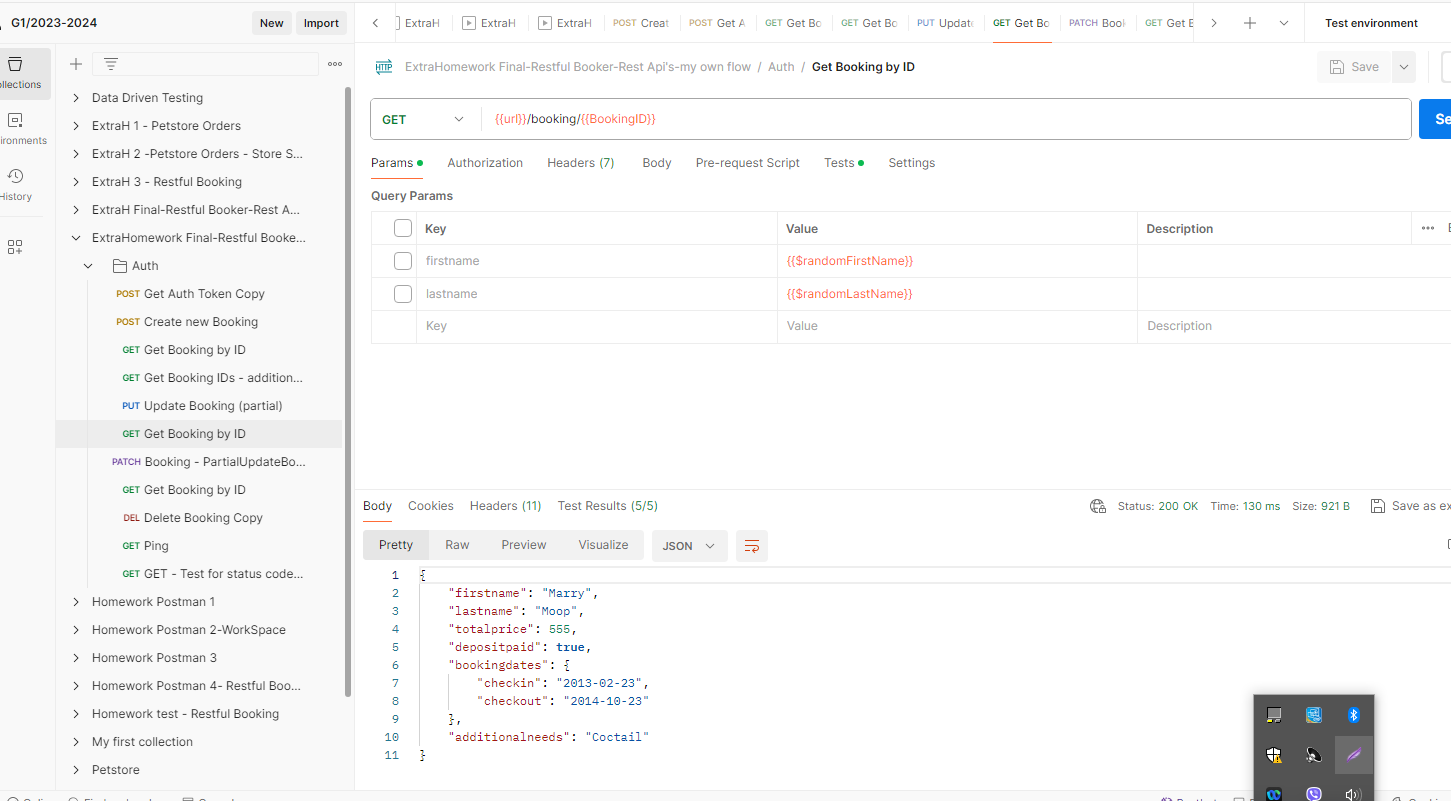 G1/2023-2024
New
Import
ExtraH
ExtraH
ExtraH
POST Creat
POST Get A
GET Get Bo
GET Get Bo
PUT Update
GET Get Bo
PATCH Book
GET Get B
Test environment
ollections
ironments
History
Data Driven Testing
ExtraH 1 - Petstore Orders
ExtraH 2 -Petstore Orders - Store S...
ExtraH 3 - Restful Booking
ExtraH Final-Restful Booker-Rest A...
ExtraHomework Final-Restful Booke...
Auth
POST Get Auth Token Copy
POST Create new Booking
GET Get Booking by ID
GET Get Booking IDs - addition...
PUT Update Booking (partial)
GET Get Booking by ID
PATCH Booking - PartialUpdateBo...
GET Get Booking by ID
DEL Delete Booking Copy
GET Ping
GET GET - Test for status code...
Homework Postman 1
Homework Postman 2-WorkSpace
Homework Postman 3
Homework Postman 4- Restful Boo...
Homework test - Restful Booking
My first collection
Petstore
HTTP ExtraHomework Final-Restful Booker-Rest Api's-my own flow / Auth / Get Booking by ID
Save
GET {{url}}/booking/{{BookingID}}
Se
Params Authorization Headers (7) Body Pre-request Script Tests Settings
Query Params
Key Value Description
firstname {{$randomFirstName}}
lastname {{$randomLastName}}
Key Value Description
Body Cookies Headers (11) Test Results (5/5)
Status: 200 OK Time: 130 ms Size: 921 B Save as ex
Pretty Raw Preview Visualize JSON
1 {
2 "firstname": "Marry",
3 "lastname": "Moop",
4 "totalprice": 555,
5 "depositpaid": true,
6 "bookingdates": {
7 "checkin": "2013-02-23",
8 "checkout": "2014-10-23"
9 },
10 "additionalneeds": "Coctail"
11 }